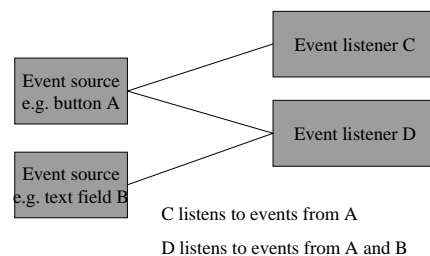 Event listener C
Event source
e.g. button A
Event listener D
Event source
e.g. text field B
C listens to events from A
D listens to events from A and B